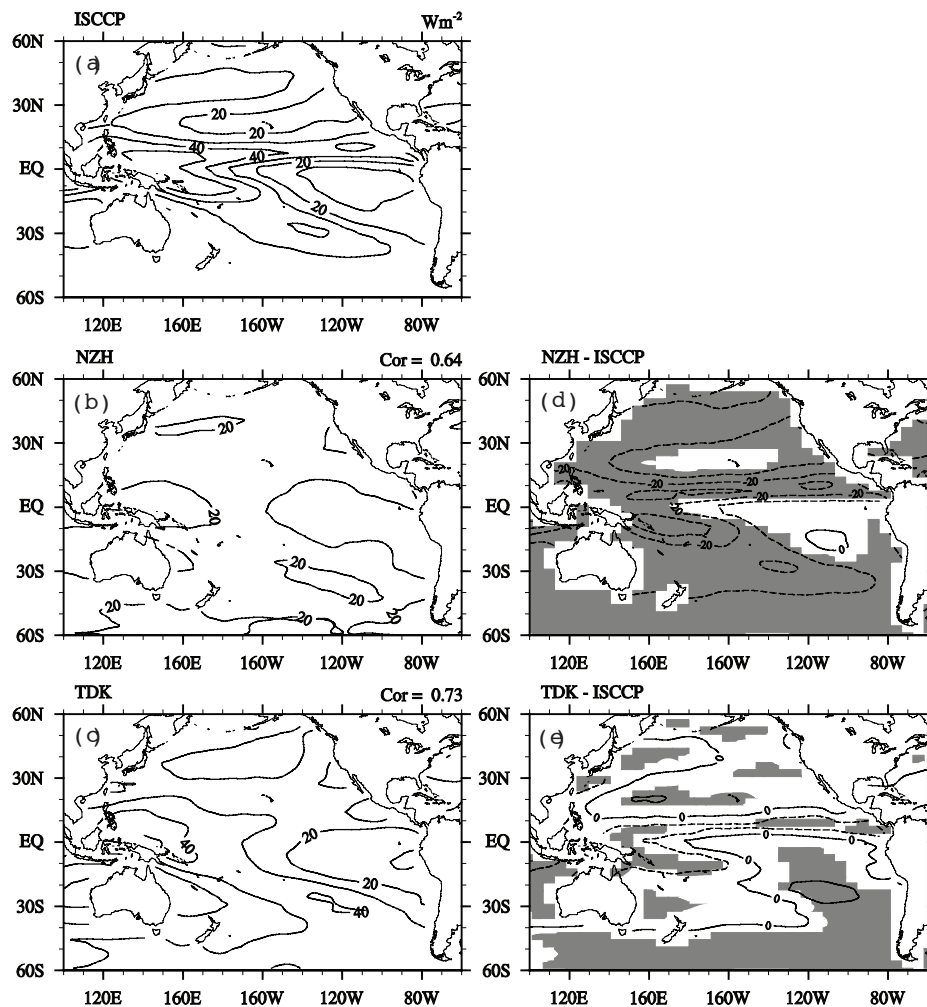 ISCCP Wm-2
60N (a)
30N
20
20
40
EQ 40 20
20
30S
60S
120E 160E 160W 120W 80W
NZH Cor = 0.64 NZH - ISCCP
60N (b) 60N (d)
20
30N 30N
-20
-20 -20
-20 -20
EQ 20 EQ
-20 0
30S 30S
20 20 20
60S 60S
120E 160E 160W 120W 80W 120E 160E 160W 120W 80W
TDK Cor = 0.73 TDK - ISCCP
60N (c) 60N (e)
30N 30N
0 0
20 0
EQ 40 EQ
0 0
20
30S 40 30S
0 0
60S 60S
120E 160E 160W 120W 80W 120E 160E 160W 120W 80W